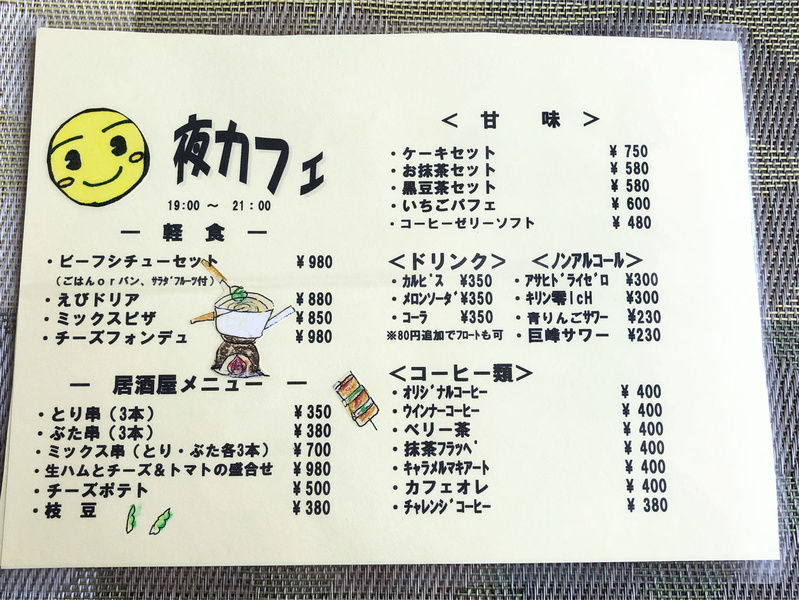 夜カフェ
19:00 ～ 21:00
― 軽 食 ―
・ビーフシチューセット ￥980
（ごはんｏｒパン、ｻﾗﾀﾞﾌﾙｰﾂ付）
・えびドリア ￥880
・ミックスピザ ￥850
・チーズフォンデュ ￥980
― 居酒屋メニュー ―
・とり串（3本） ￥350
・ぶた串（3本） ￥380
・ミックス串（とり・ぶた各3本） ￥700
・生ハムとチーズ＆トマトの盛合せ ￥980
・チーズポテト ￥500
・枝 豆 ￥380
＜ 甘 味 ＞
・ケーキセット ￥750
・お抹茶セット ￥580
・黒豆茶セット ￥580
・いちごパフェ ￥600
・コーヒーゼリーソフト ￥480
＜ドリンク＞
・ｶﾙﾋﾟｽ ￥350
・ﾒﾛﾝソーダ ￥350
・コーラ ￥350
※80円追加でﾌﾛｰﾄも可
＜ノンアルコール＞
・アサヒドライゼロ ￥300
・キリン零IcH ￥300
・青りんごサワー ￥230
・巨峰サワー ￥230
＜コーヒー類＞
・オリジナルコーヒー ￥400
・ウインナーコーヒー ￥400
・ベリー茶 ￥400
・抹茶フラッペ ￥400
・キャラメルマキアート ￥400
・カフェオレ ￥400
・チャレンジコーヒー ￥380